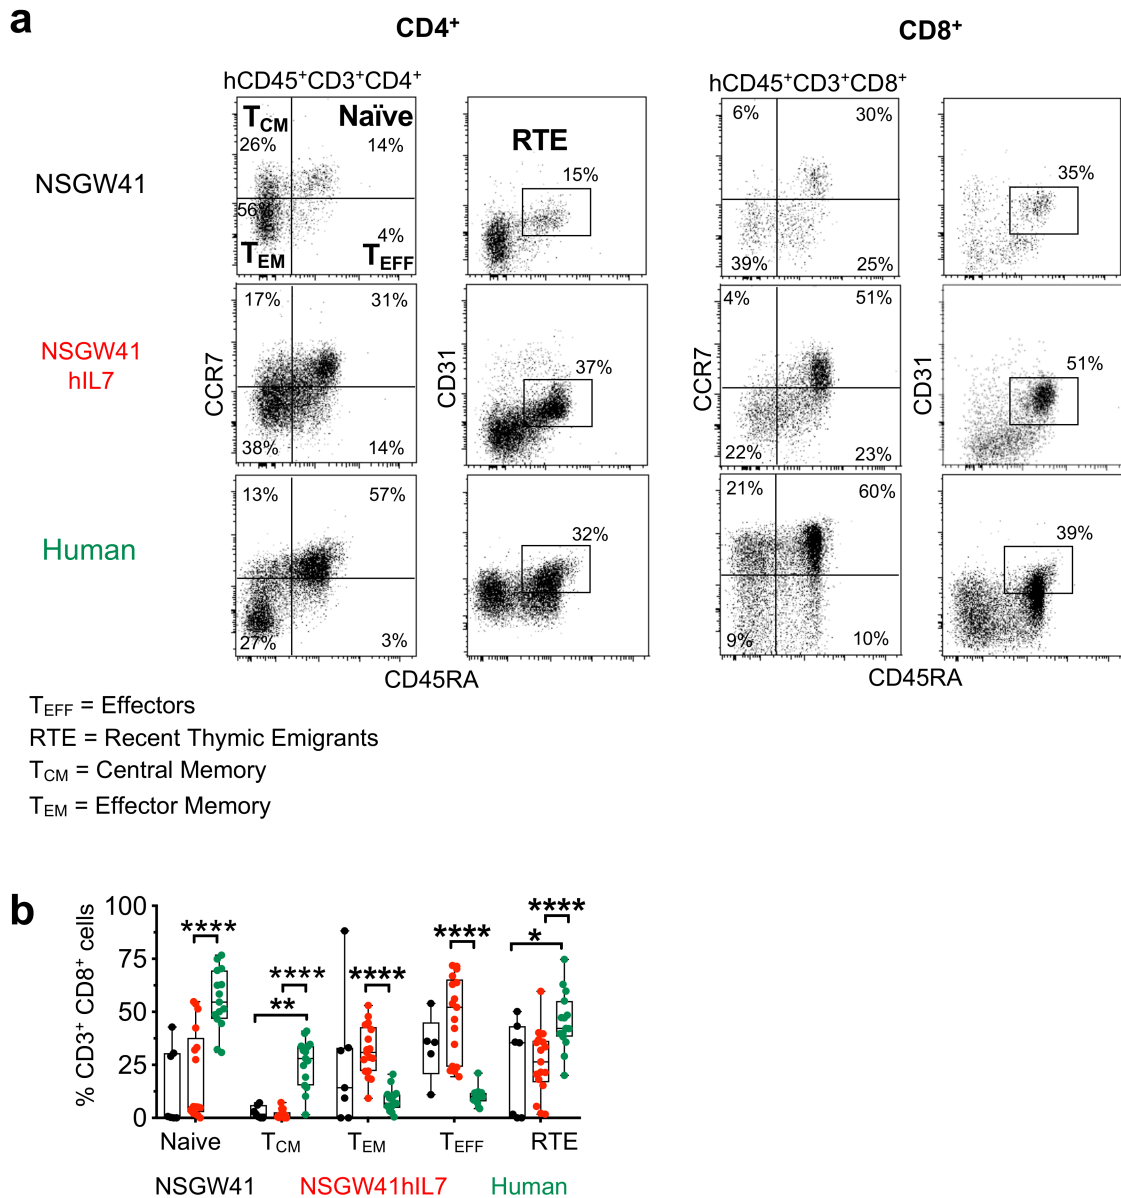 a
CD4+
CD8+
hCD45+CD3+CD4+
hCD45+CD3+CD8+
NSGW41
TCM
Naïve
26%
14%
56%
4%
TEM
TEFF
RTE
15%
6%
30%
39%
25%
35%
NSGW41
hIL7
CCR7
17%
31%
38%
14%
CD31
37%
CCR7
4%
51%
22%
23%
CD31
51%
Human
13%
57%
27%
3%
32%
21%
60%
9%
10%
39%
CD45RA
CD45RA
TEFF = Effectors
RTE = Recent Thymic Emigrants
TCM = Central Memory
TEM = Effector Memory
b
% CD3+ CD8+ cells
100
75
50
25
0
****
****
**
****
****
****
*
Naive
TCM
TEM
TEFF
RTE
NSGW41
NSGW41hIL7
Human